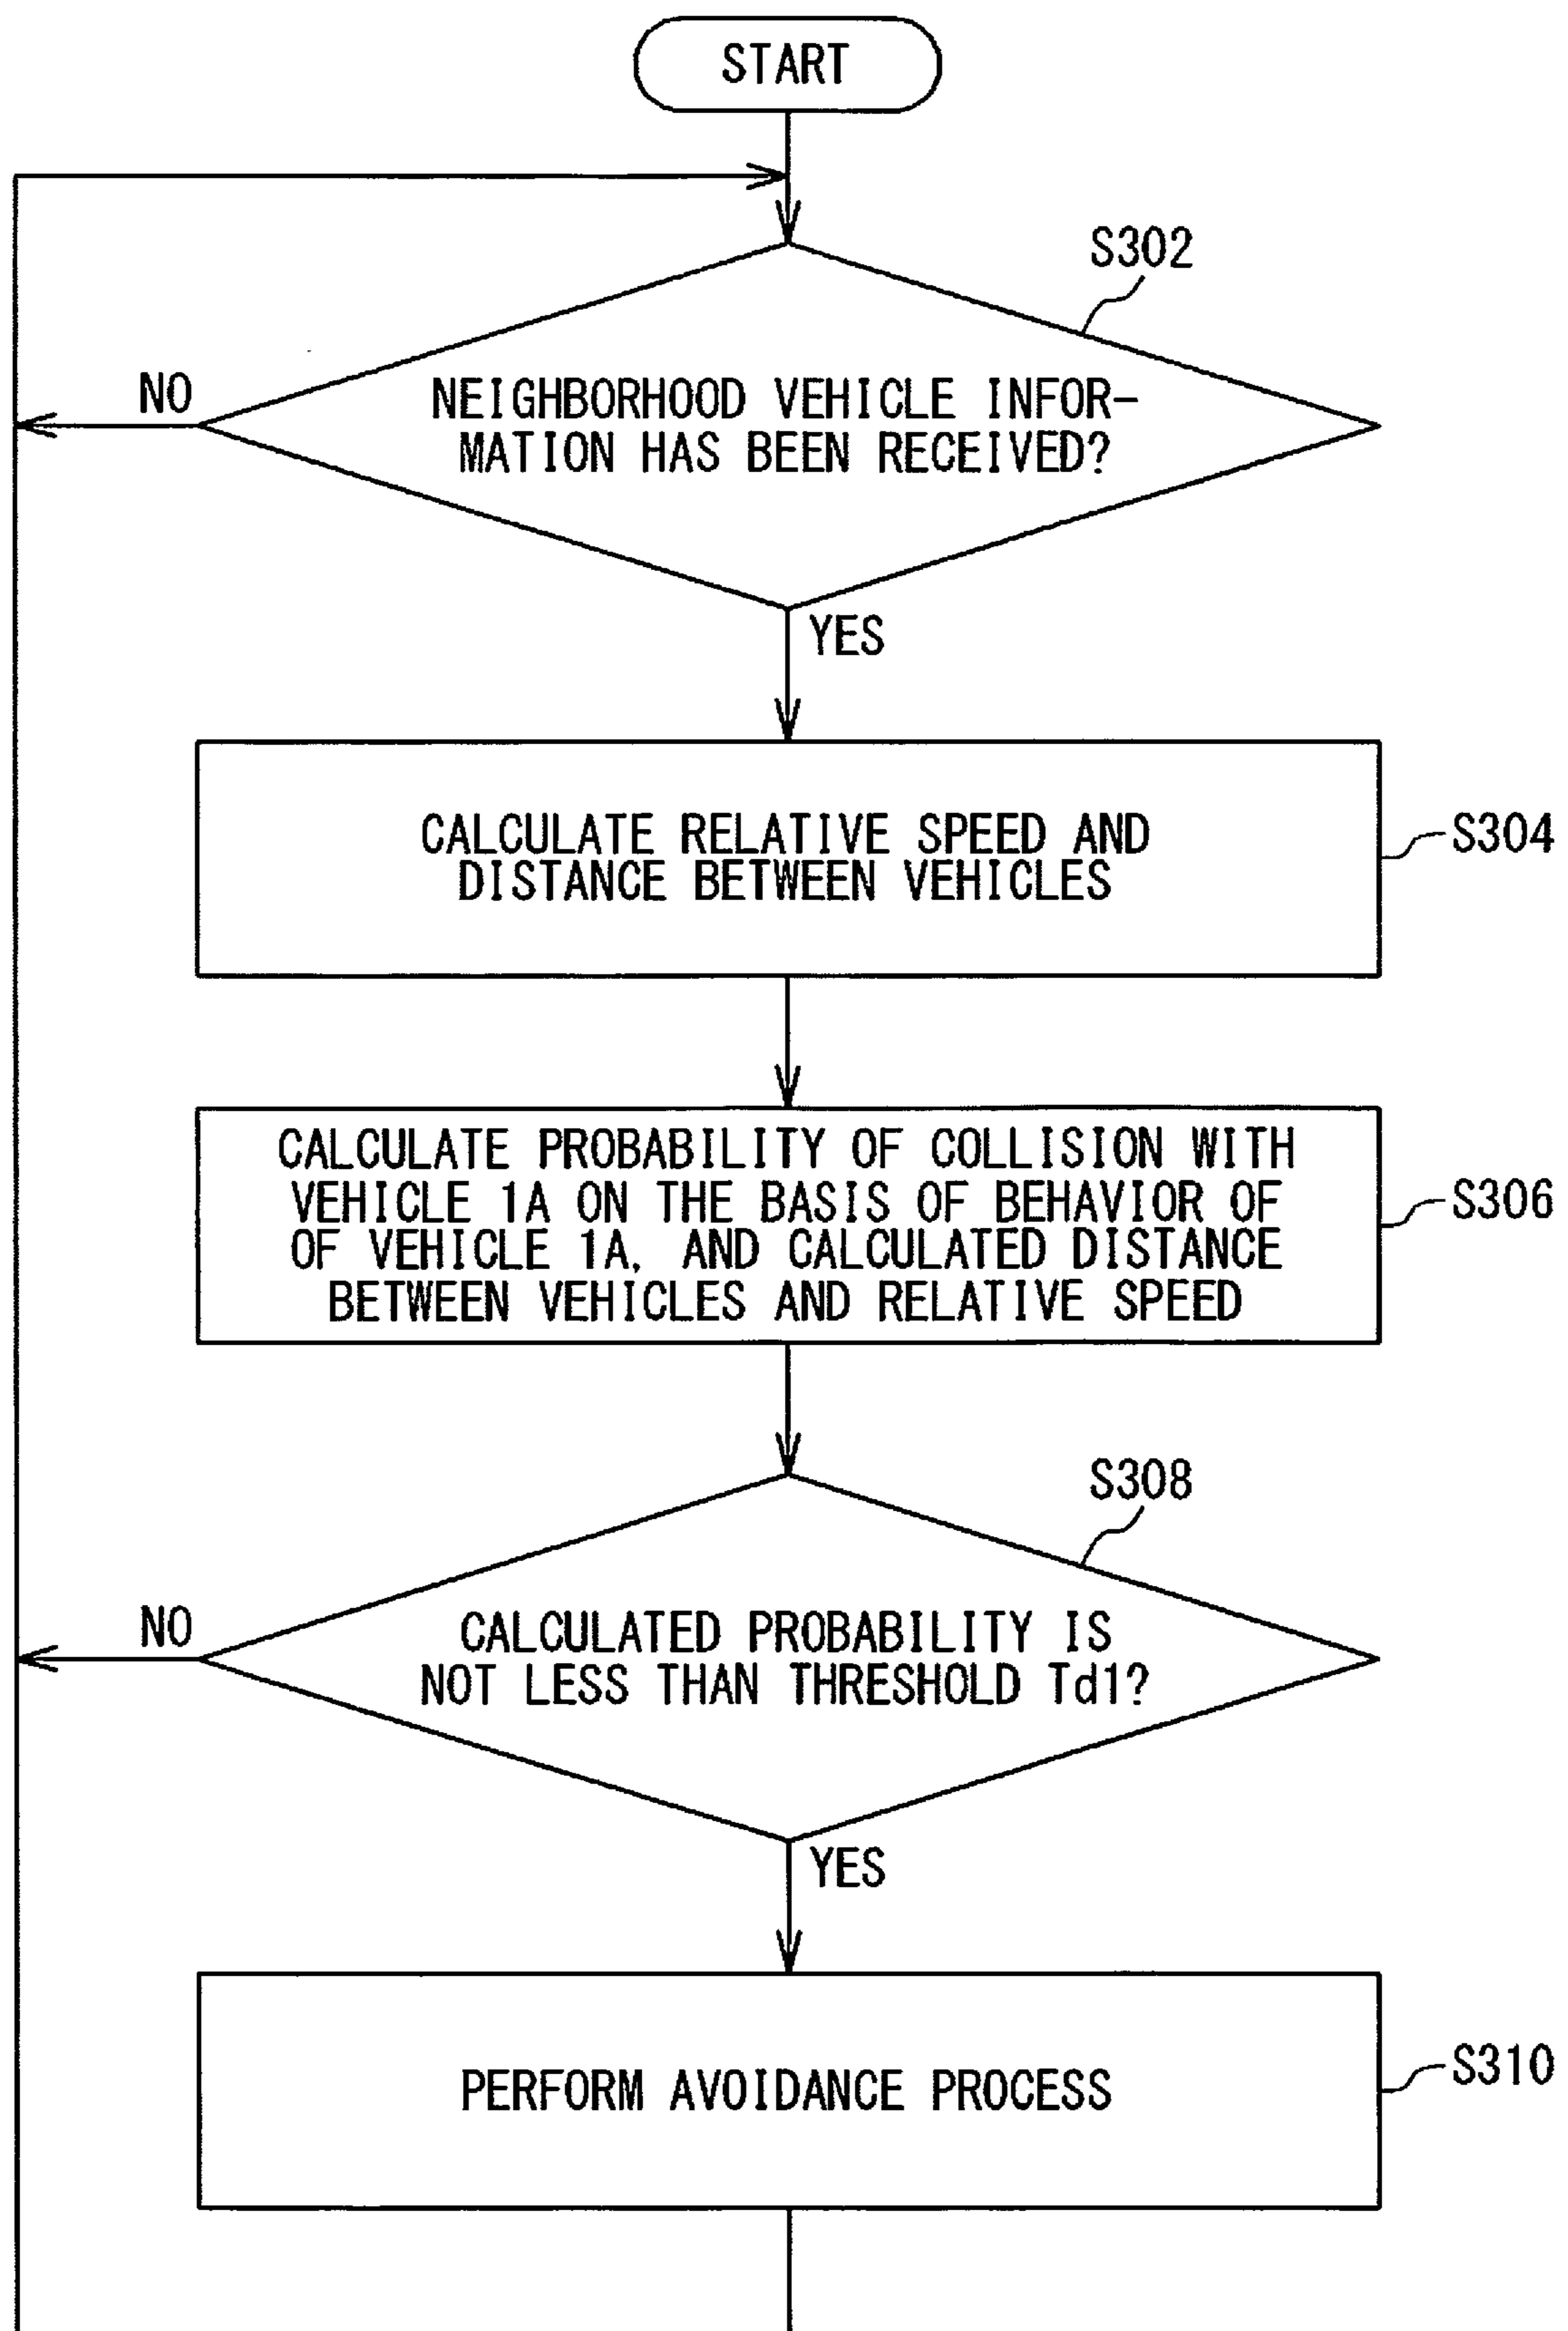 START
S302
NO
NEIGHBORHOOD VEHICLE INFOR-
MATION HAS BEEN RECEIVED?
YES
CALCULATE RELATIVE SPEED AND
DISTANCE BETWEEN VEHICLES
S304
CALCULATE PROBABILITY OF COLLISION WITH
VEHICLE 1A ON THE BASIS OF BEHAVIOR OF
OF VEHICLE 1A, AND CALCULATED DISTANCE
BETWEEN VEHICLES AND RELATIVE SPEED
S306
S308
NO
CALCULATED PROBABILITY IS
NOT LESS THAN THRESHOLD Td1?
YES
PERFORM AVOIDANCE PROCESS
S310